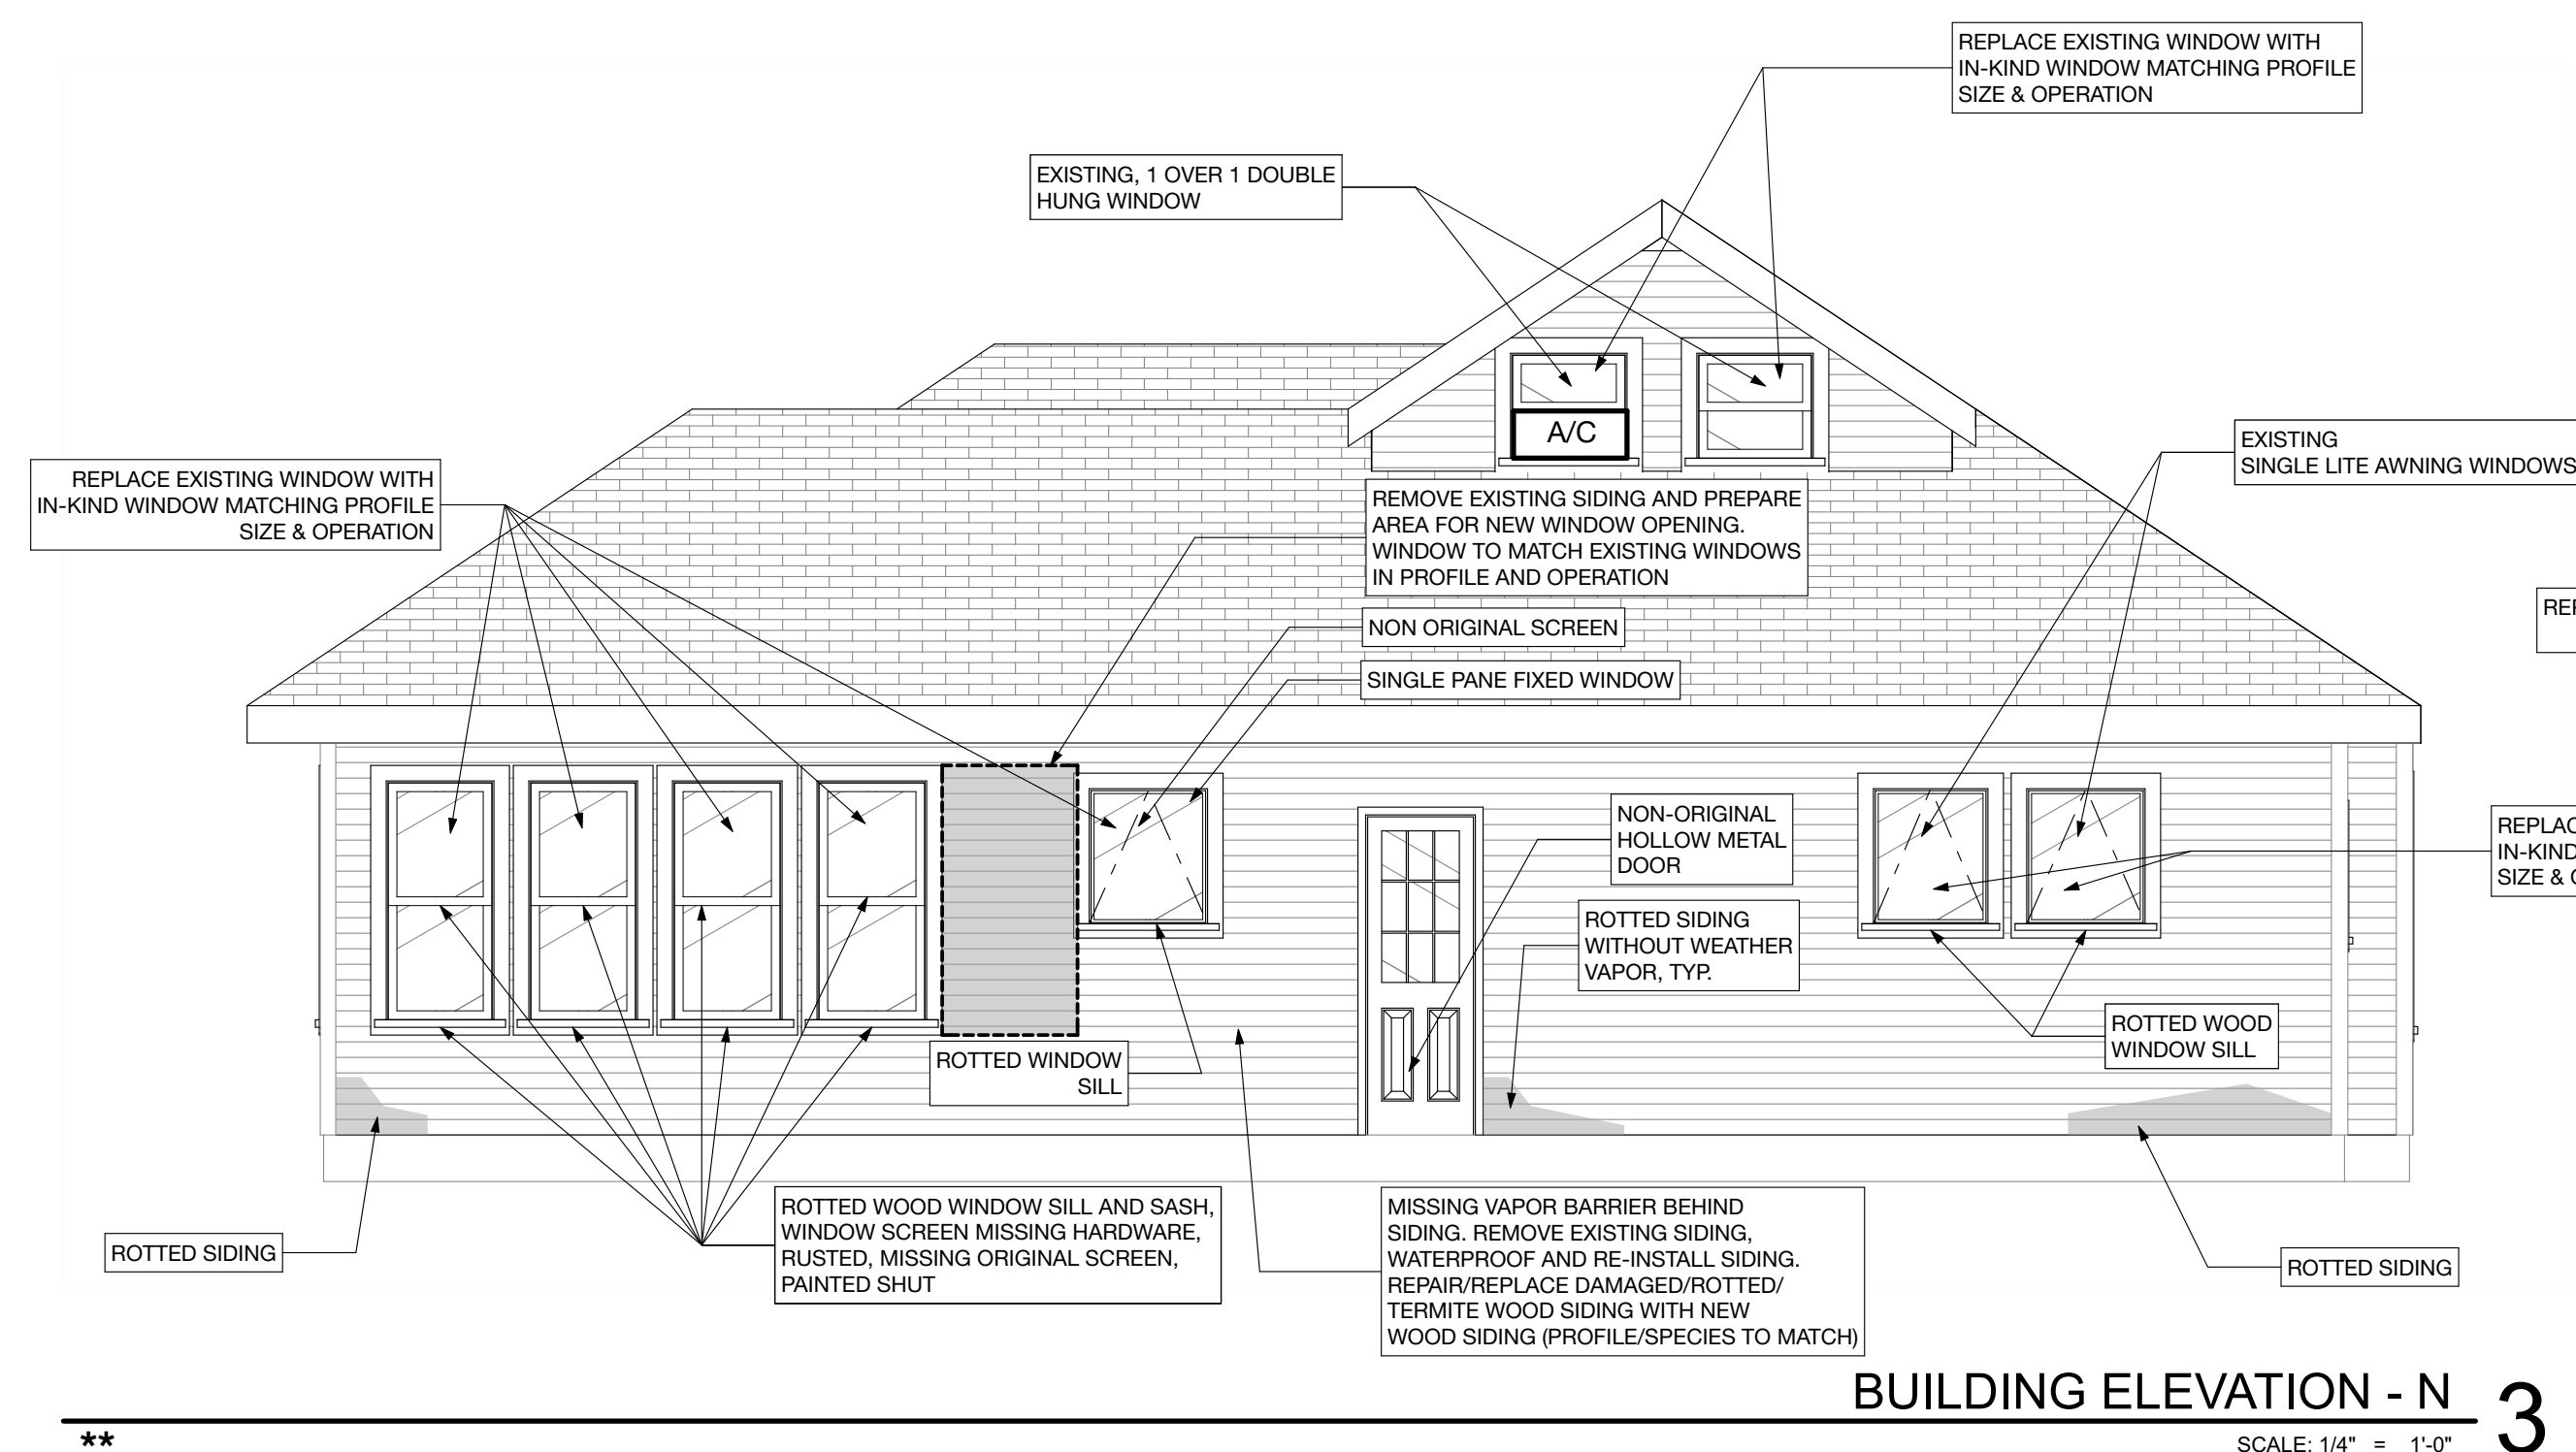 REPLACE EXISTING WINDOW WITH
IN-KIND WINDOW MATCHING PROFILE
SIZE & OPERATION
EXISTING, 1 OVER 1 DOUBLE
HUNG WINDOW
A/C
EXISTING
SINGLE LITE AWNING WINDOWS
REPLACE EXISTING WINDOW WITH
IN-KIND WINDOW MATCHING PROFILE
SIZE & OPERATION
REMOVE EXISTING SIDING AND PREPARE
AREA FOR NEW WINDOW OPENING.
WINDOW TO MATCH EXISTING WINDOWS
IN PROFILE AND OPERATION
NON ORIGINAL SCREEN
SINGLE PANE FIXED WINDOW
NON-ORIGINAL
HOLLOW METAL
DOOR
IN-KIND
SIZE &
ROTTED SIDING
WITHOUT WEATHER
VAPOR, TYP.
ROTTED WOOD
WINDOW SILL
ROTTED WINDOW
SILL
ROTTED WOOD WINDOW SILL AND SASH,
WINDOW SCREEN MISSING HARDWARE,
RUSTED, MISSING ORIGINAL SCREEN,
PAINTED SHUT
MISSING VAPOR BARRIER BEHIND
SIDING. REMOVE EXISTING SIDING,
WATERPROOF AND RE-INSTALL SIDING.
REPAIR/REPLACE DAMAGED/ROTTED/
TERMITE WOOD SIDING WITH NEW
WOOD SIDING (PROFILE/SPECIES TO MATCH)
ROTTED SIDING
ROTTED SIDING
BUILDING ELEVATION - N
3
**
SCALE: 1/4" = 1'-0"